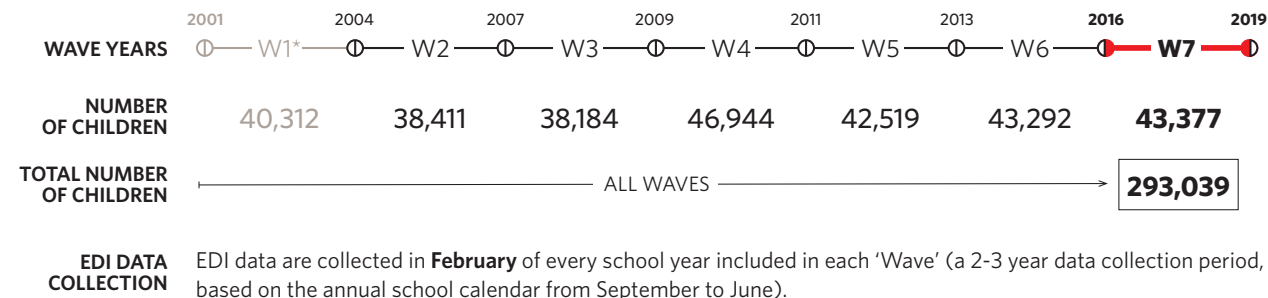 2001 2004 2007 2009 2011 2013 2016 2019
WAVE YEARS W1* W2 W3 W4 W5 W6 W7
NUMBER
OF CHILDREN 40,312 38,411 38,184 46,944 42,519 43,292 43,377
TOTAL NUMBER
OF CHILDREN ALL WAVES 293,039
EDI DATA
COLLECTION
EDI data are collected in February of every school year included in each ‘Wave’ (a 2-3 year data collection period,
based on the annual school calendar from September to June).